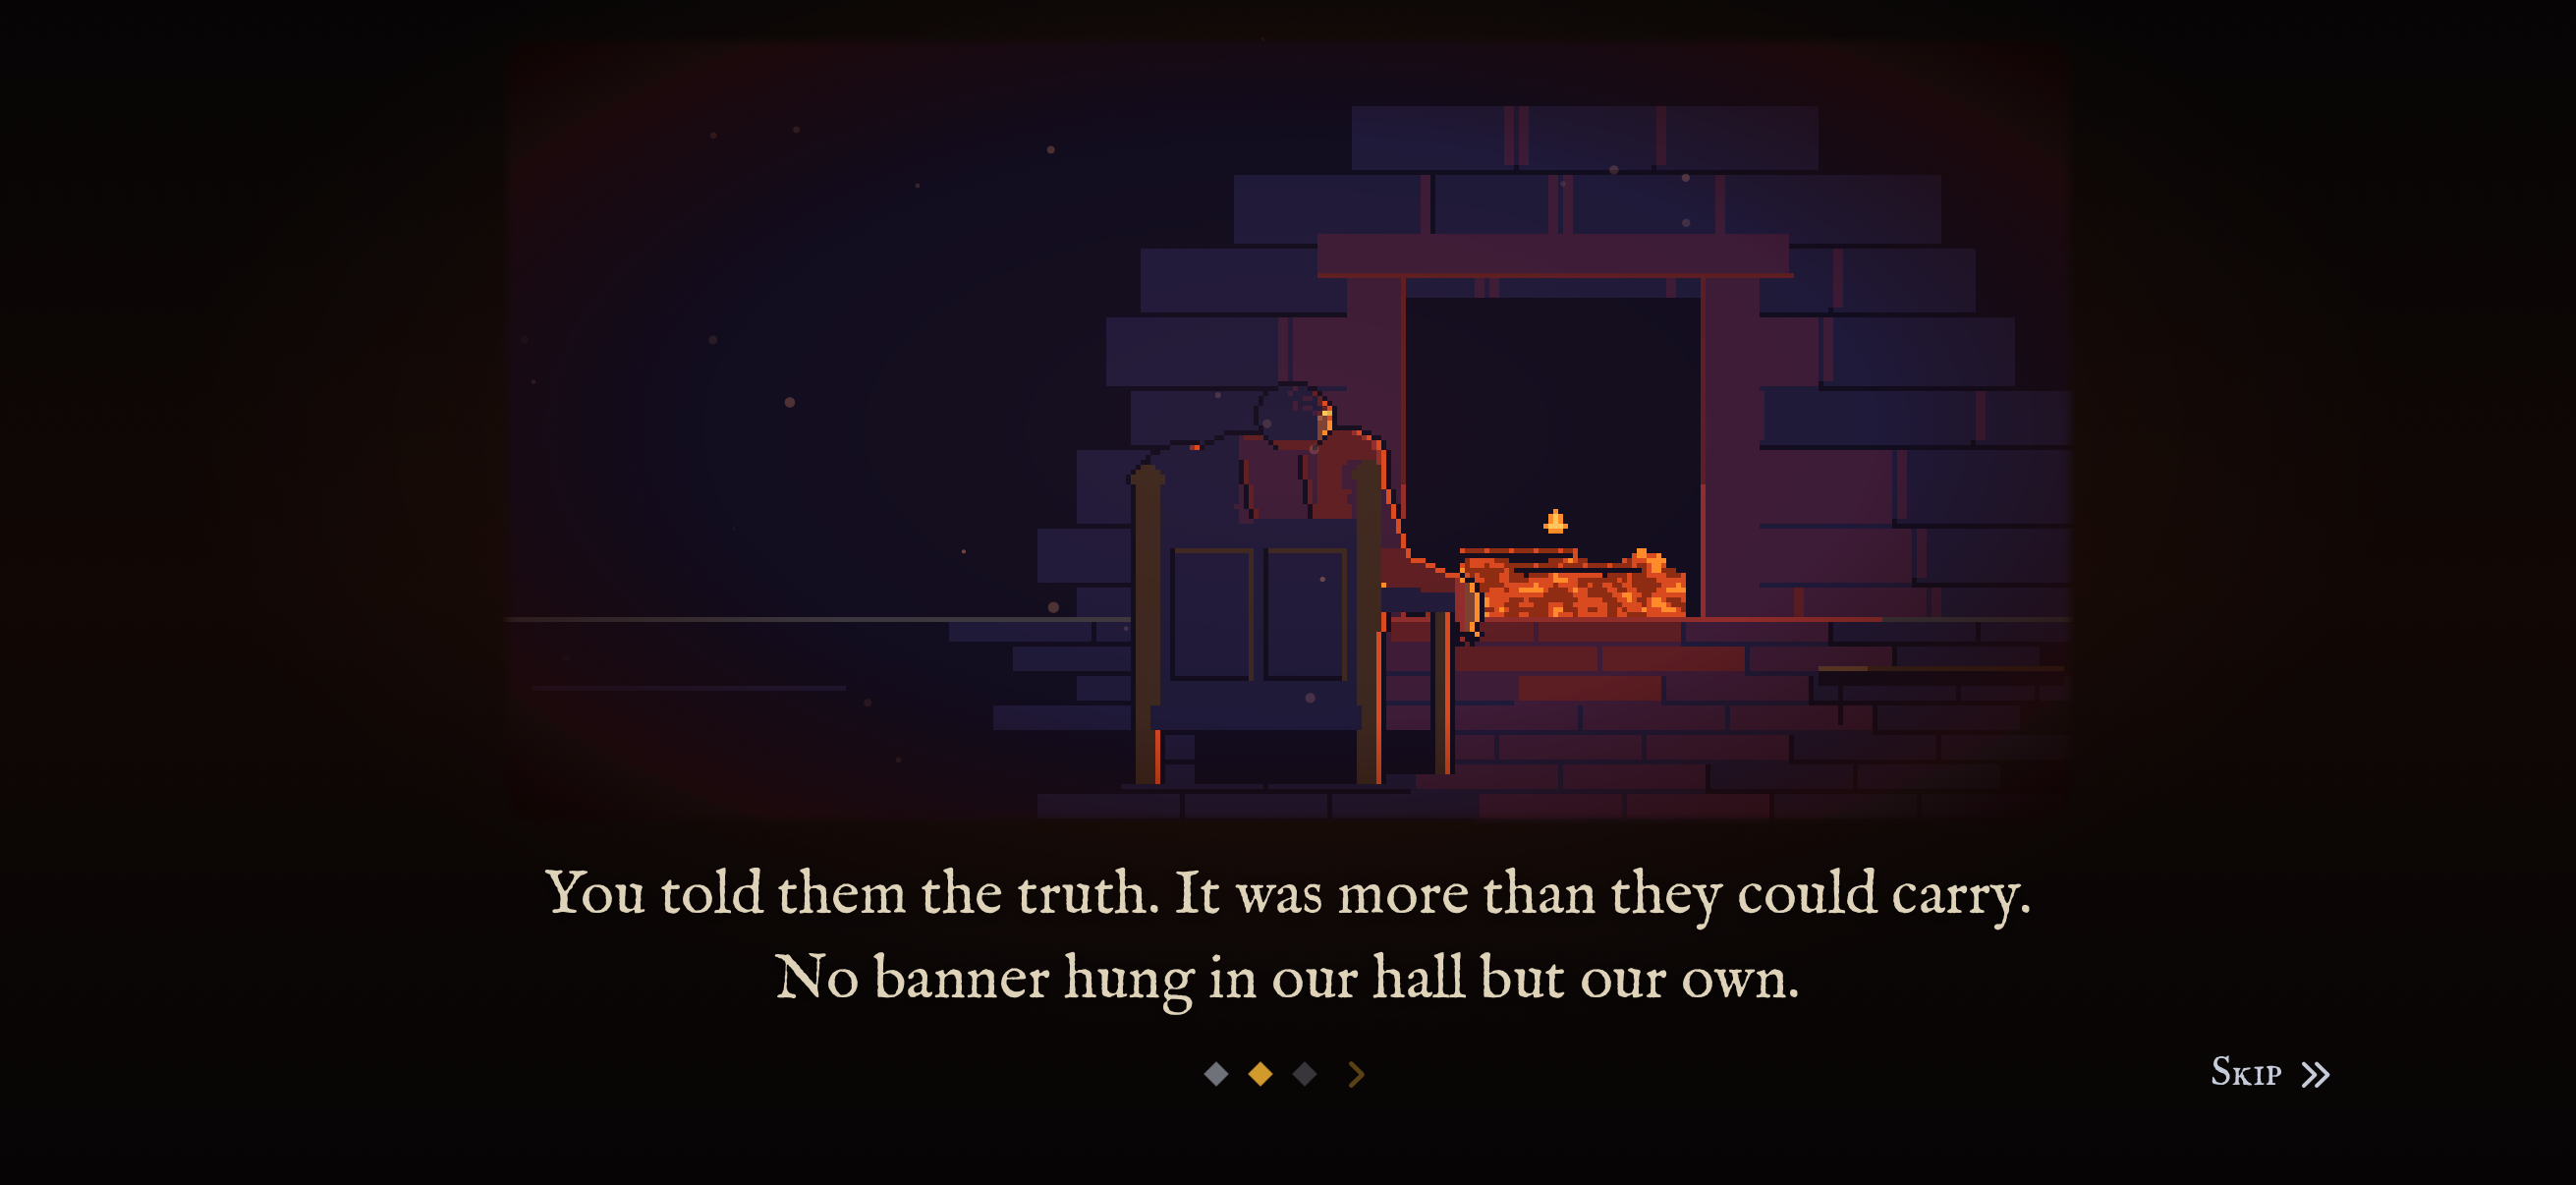 You told them the truth. It was more than they could carry.
No banner hung in our hall but our own.
Skip